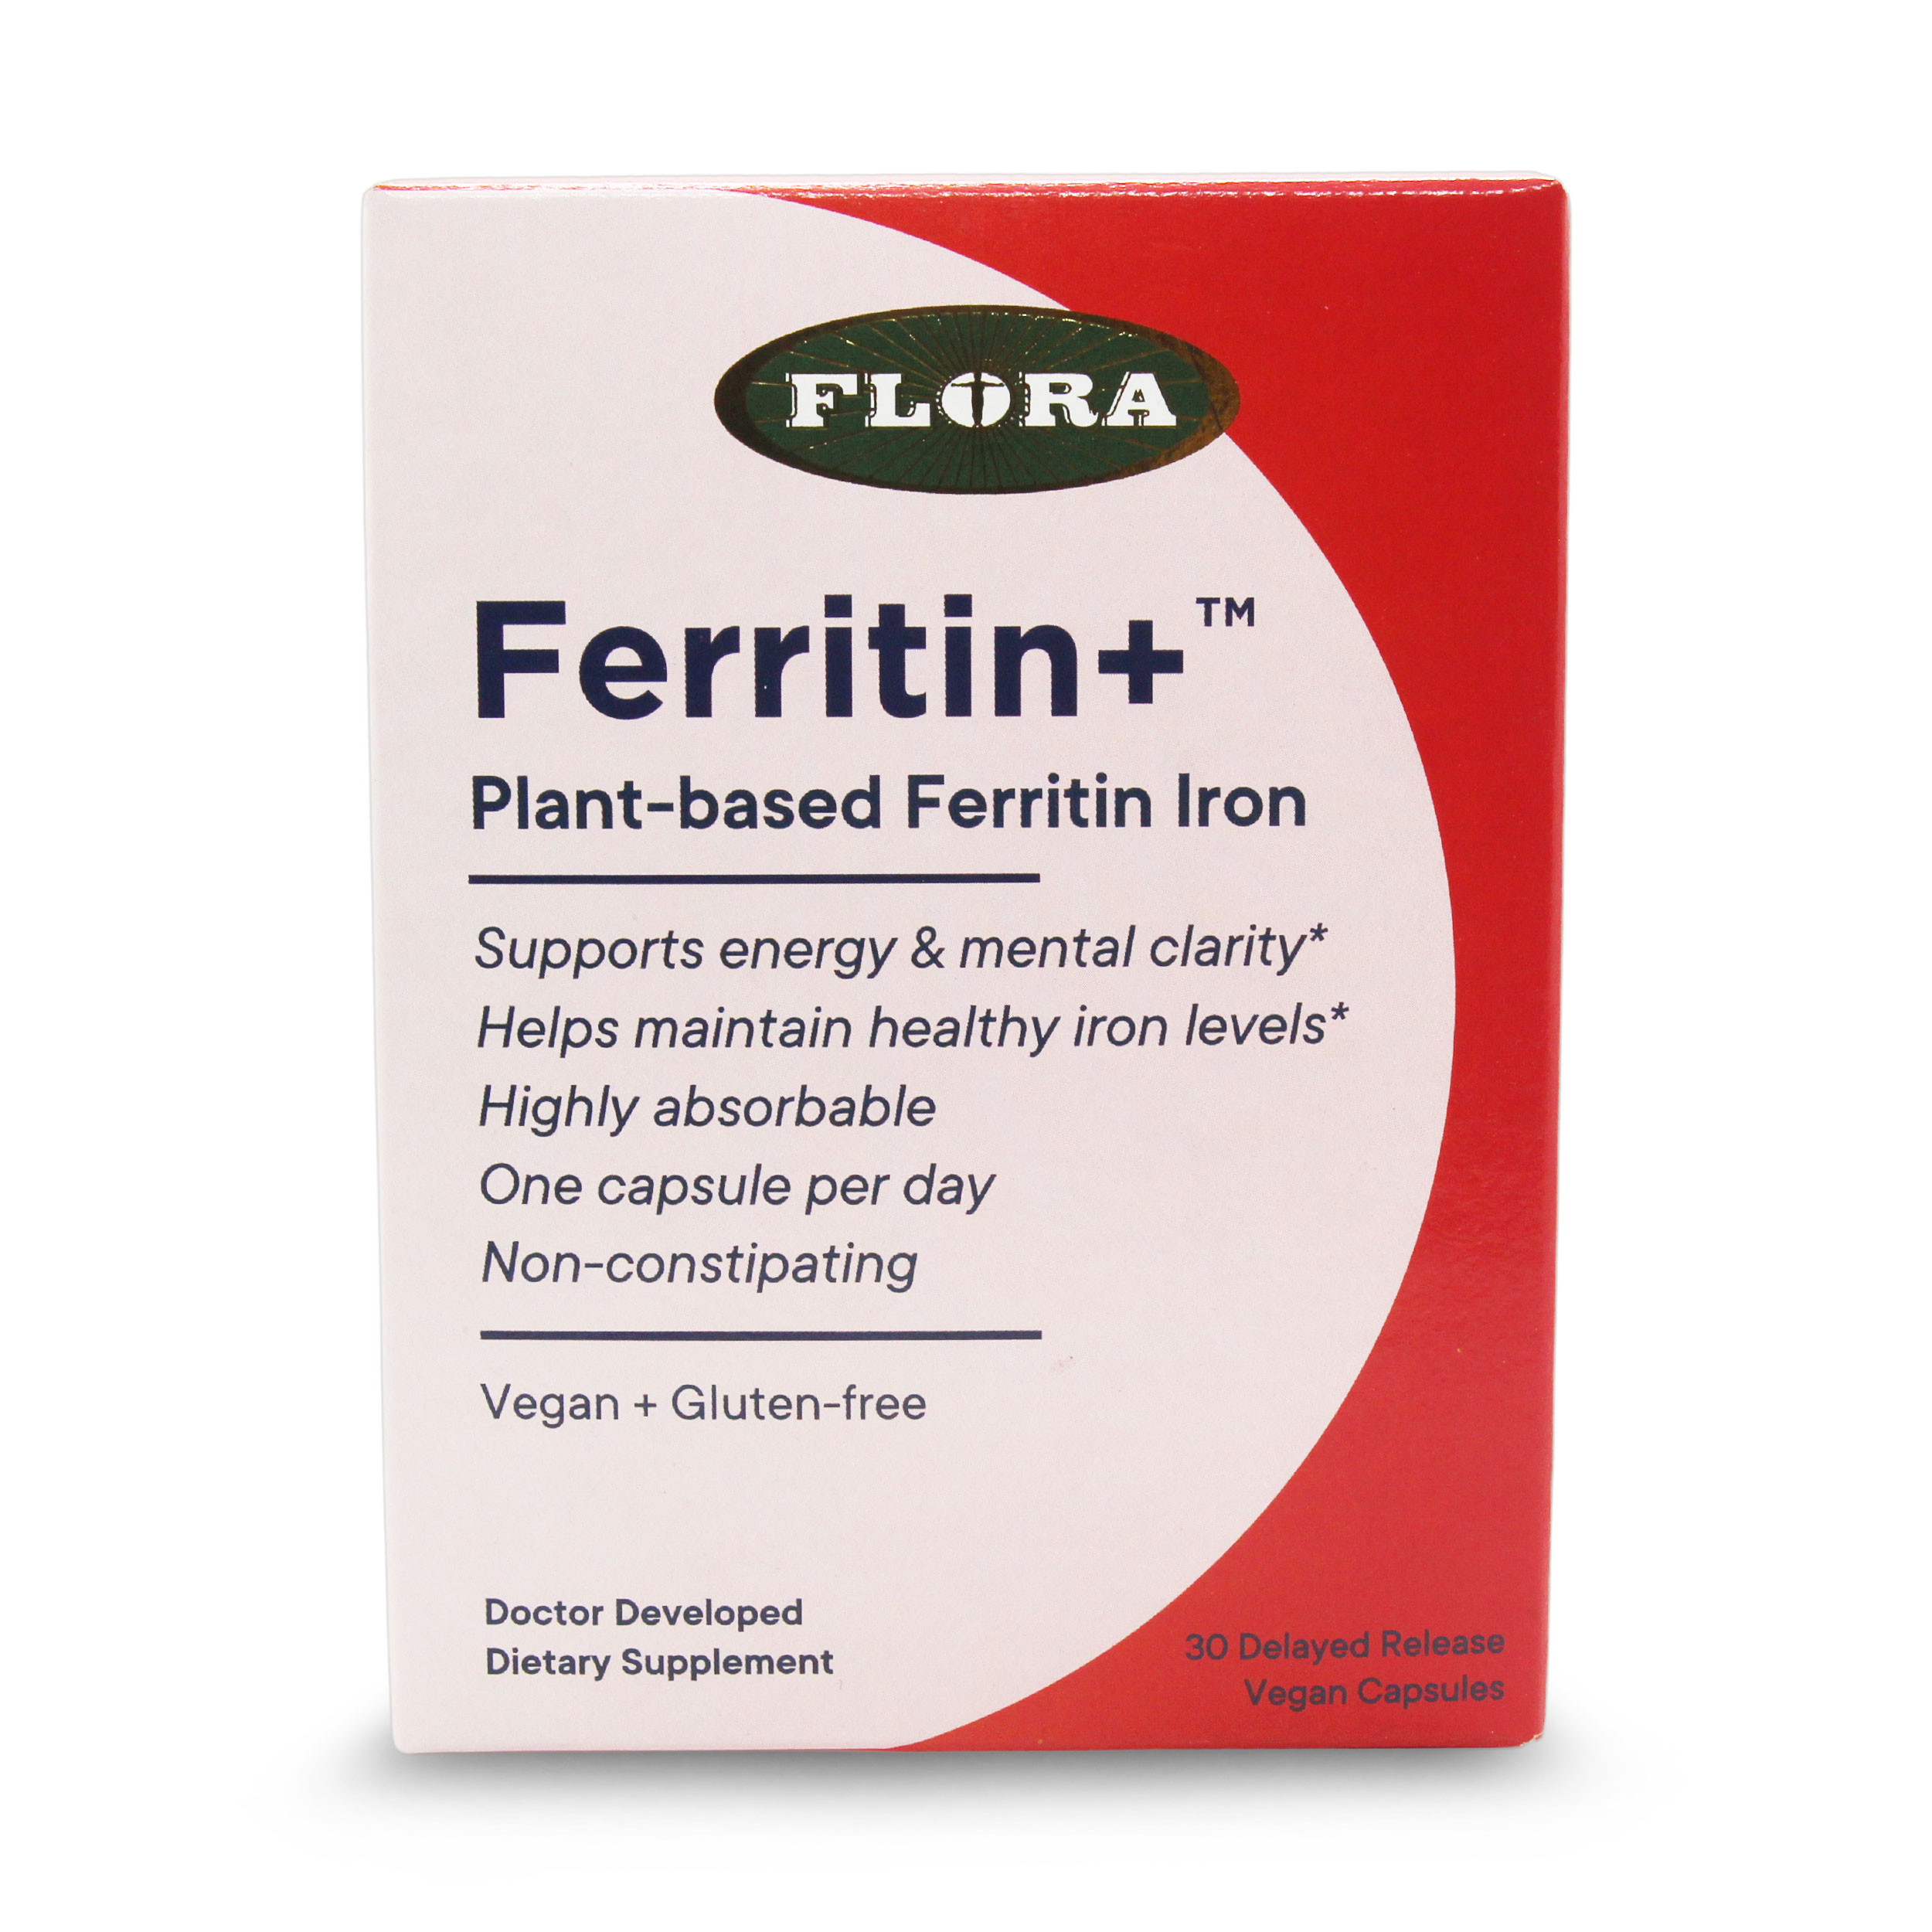 FLORA
Ferritin+™
Plant-based Ferritin Iron
Supports energy & mental clarity*
Helps maintain healthy iron levels*
Highly absorbable
One capsule per day
Non-constipating
Vegan + Gluten-free
Doctor Developed
Dietary Supplement
30 Delayed Release
Vegan Capsules